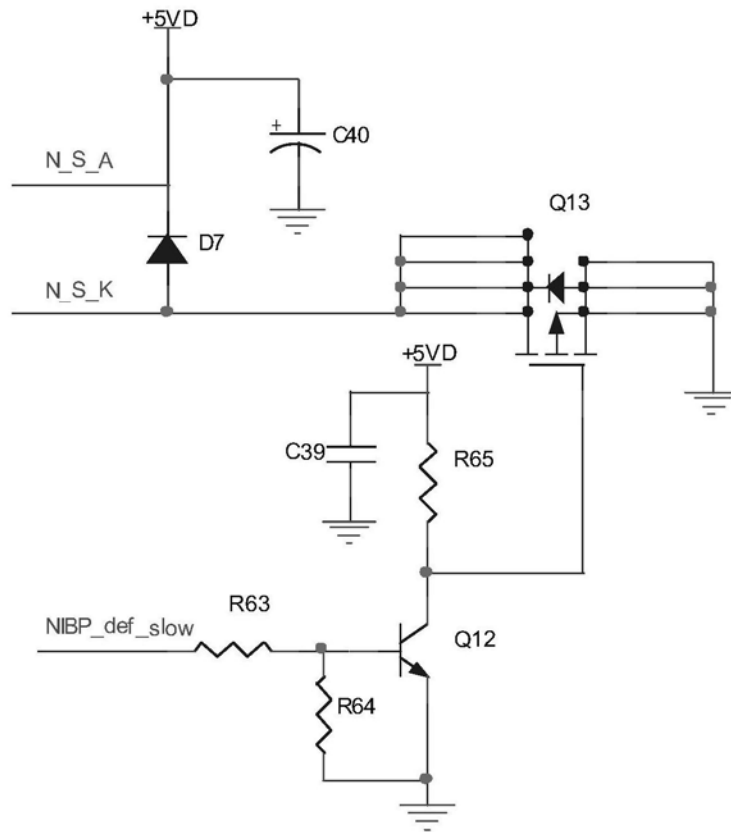 +5VD
+
C40
N_S_A
Q13
D7
N_S_K
+5VD
C39
R65
R63
NIBP_def_slow
Q12
R64